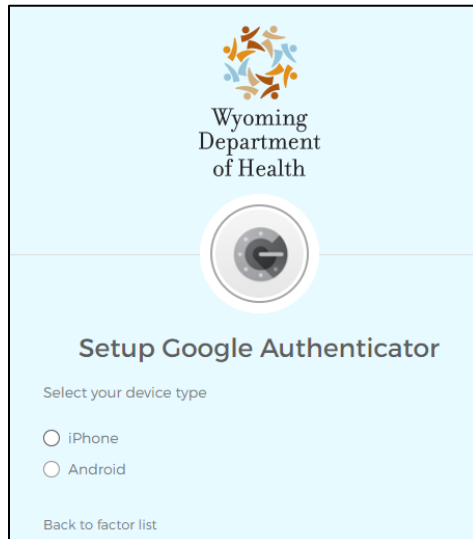 Wyoming
Department
of Health
Setup Google Authenticator
Select your device type
iPhone
Android
Back to factor list